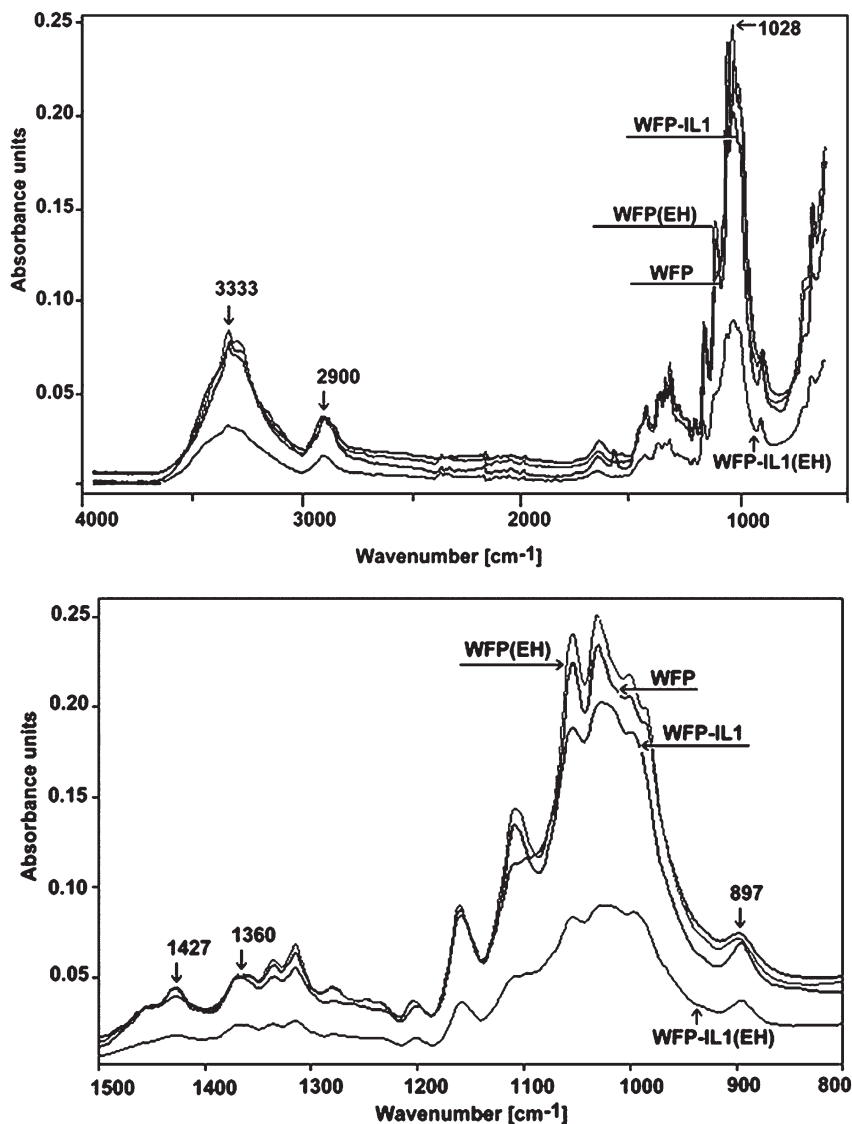 0.25
←1028
0.20
WFP-IL1
0.15
WFP(EH)
WFP
0.10
3333
2900
0.05
WFP-IL1(EH)
Absorbance units
4000 3000 2000 1000
Wavenumber [cm-1]
0.25
WFP(EH)
WFP
0.20
WFP-IL1
0.15
0.10
897
1427 1360
0.05
WFP-IL1(EH)
Absorbance units
1500 1400 1300 1200 1100 1000 900 800
Wavenumber [cm-1]